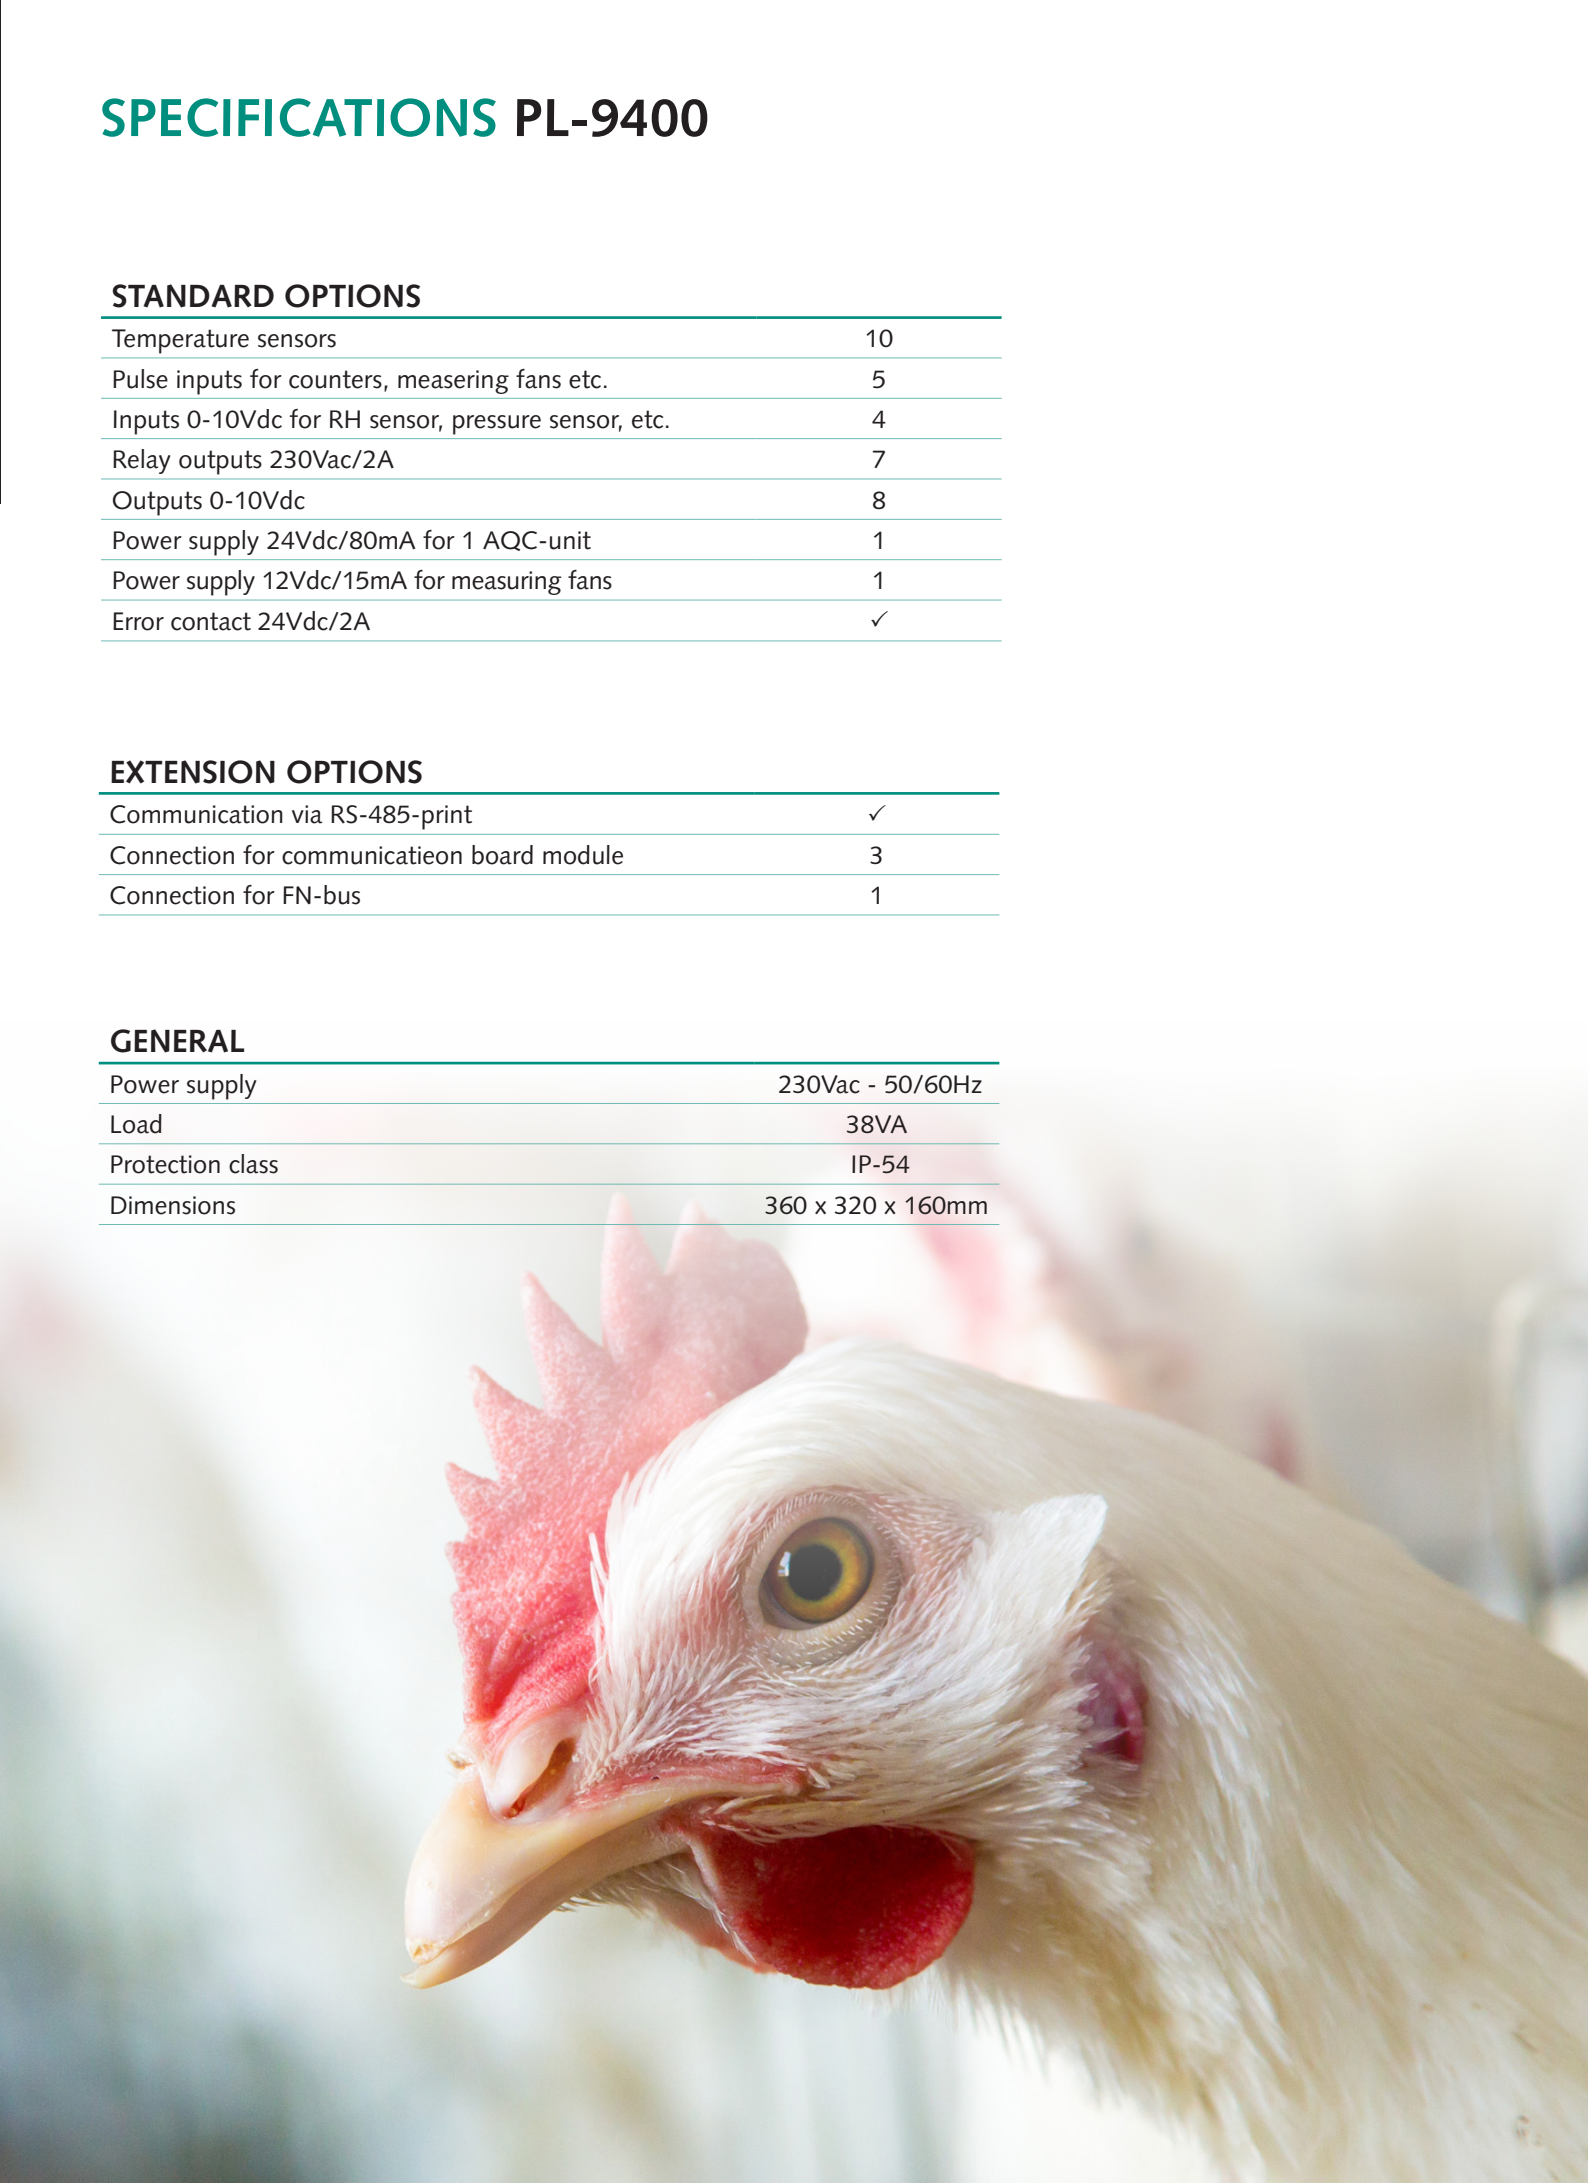 SPECIFICATIONS PL-9400
STANDARD OPTIONS
Temperature sensors 10
Pulse inputs for counters, measering fans etc. 5
Inputs 0-10Vdc for RH sensor, pressure sensor, etc. 4
Relay outputs 230Vac/2A 7
Outputs 0-10Vdc 8
Power supply 24Vdc/80mA for 1 AQC-unit 1
Power supply 12Vdc/15mA for measuring fans 1
Error contact 24Vdc/2A ✓
EXTENSION OPTIONS
Communication via RS-485-print ✓
Connection for communicatieon board module 3
Connection for FN-bus 1
GENERAL
Power supply 230Vac - 50/60Hz
Load 38VA
Protection class IP-54
Dimensions 360 x 320 x 160mm